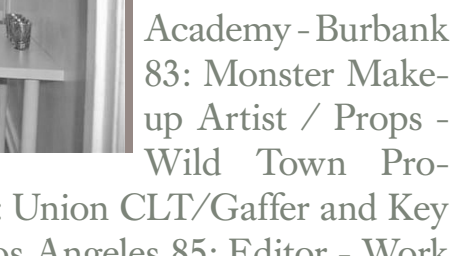 Academy - Burbank
83: Monster Make-
up Artist / Props -
Wild Town Pro-
: Union CLT/Gaffer and Key
os Angeles 85: Editor - Work